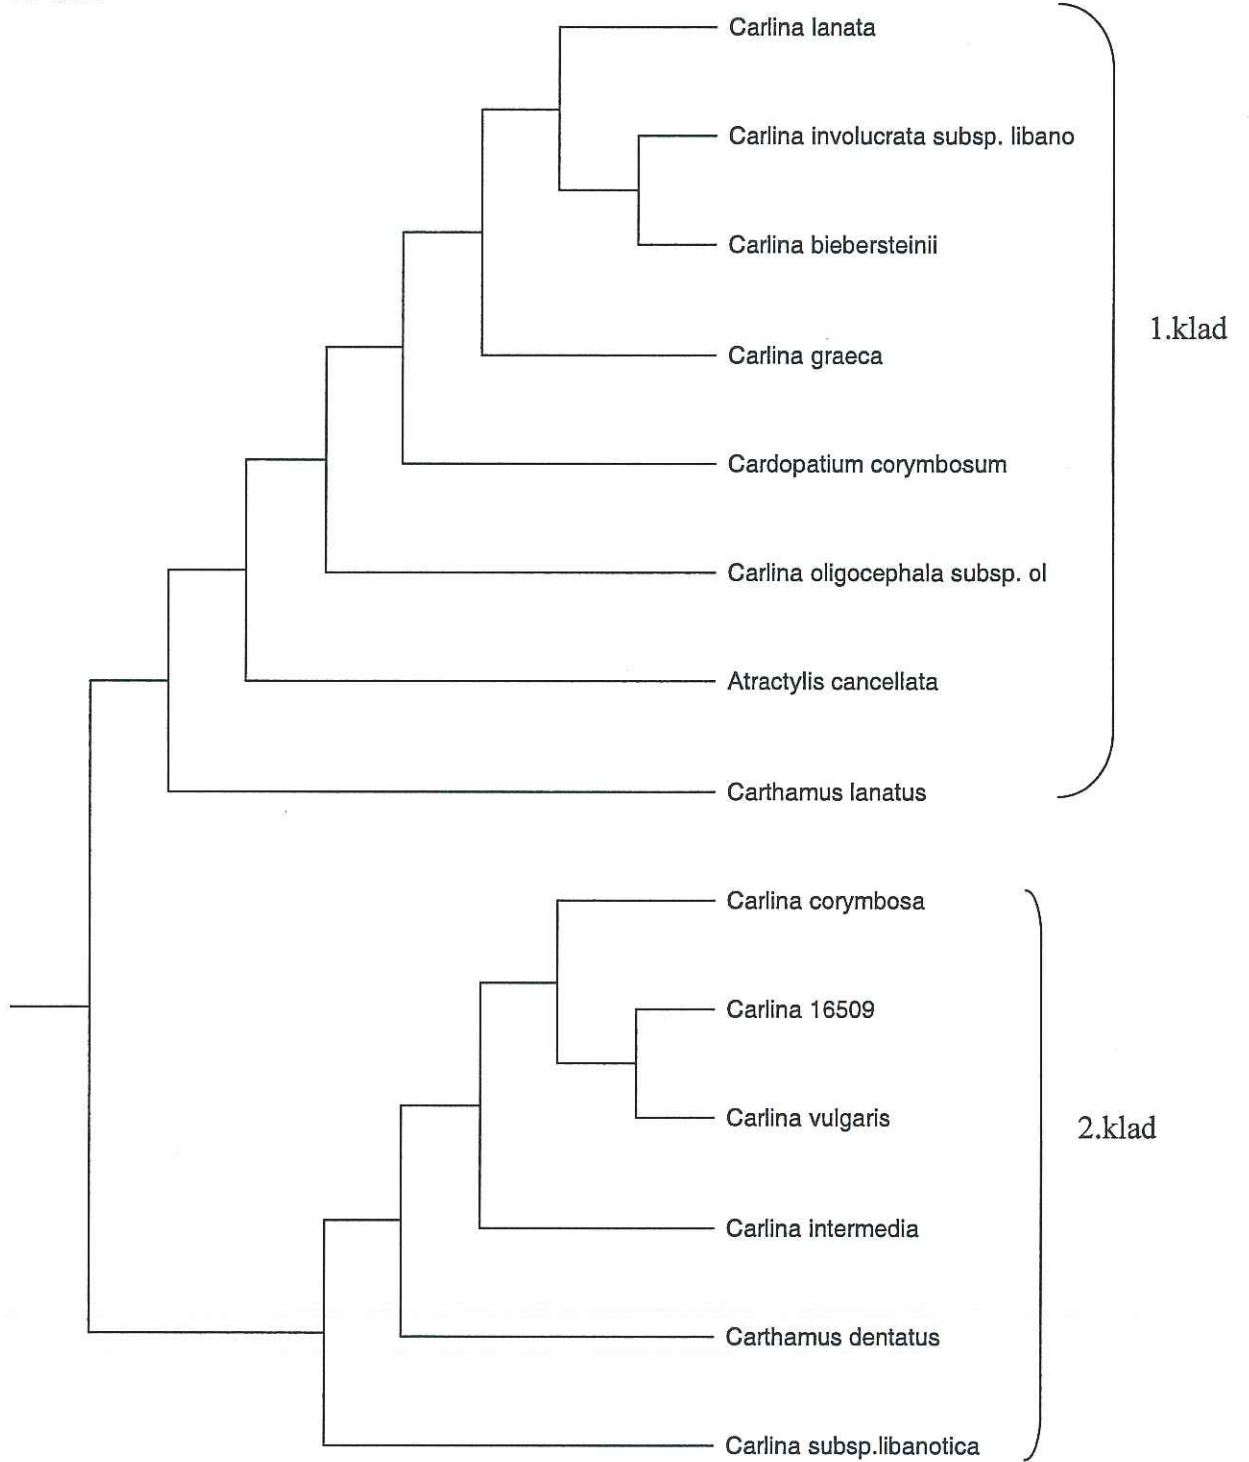 Carlina lanata
Carlina involucrata subsp. libano
Carlina biebersteinii
1.klad
Carlina graeca
Cardopatium corymbosum
Carlina oligocephala subsp. ol
Atractylis cancellata
Carthamus lanatus
Carlina corymbosa
Carlina 16509
Carlina vulgaris
2.klad
Carlina intermedia
Carthamus dentatus
Carlina subsp.libanotica